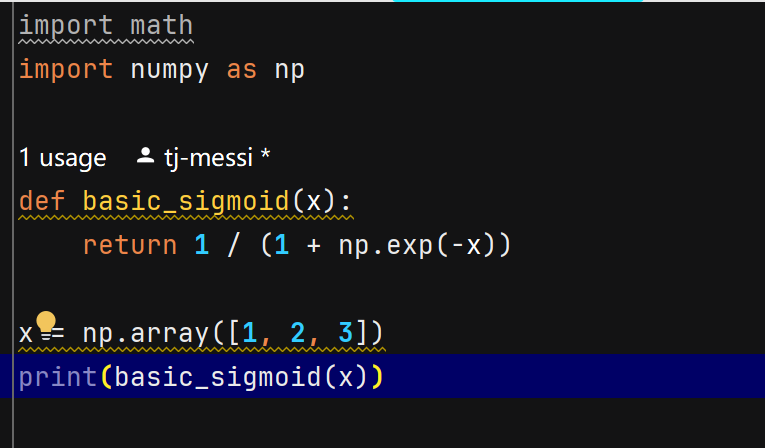 import math
import numpy as np
1 usage tj-messi *
def basic_sigmoid(x):
    return 1 / (1 + np.exp(-x))
x = np.array([1, 2, 3])
print(basic_sigmoid(x))